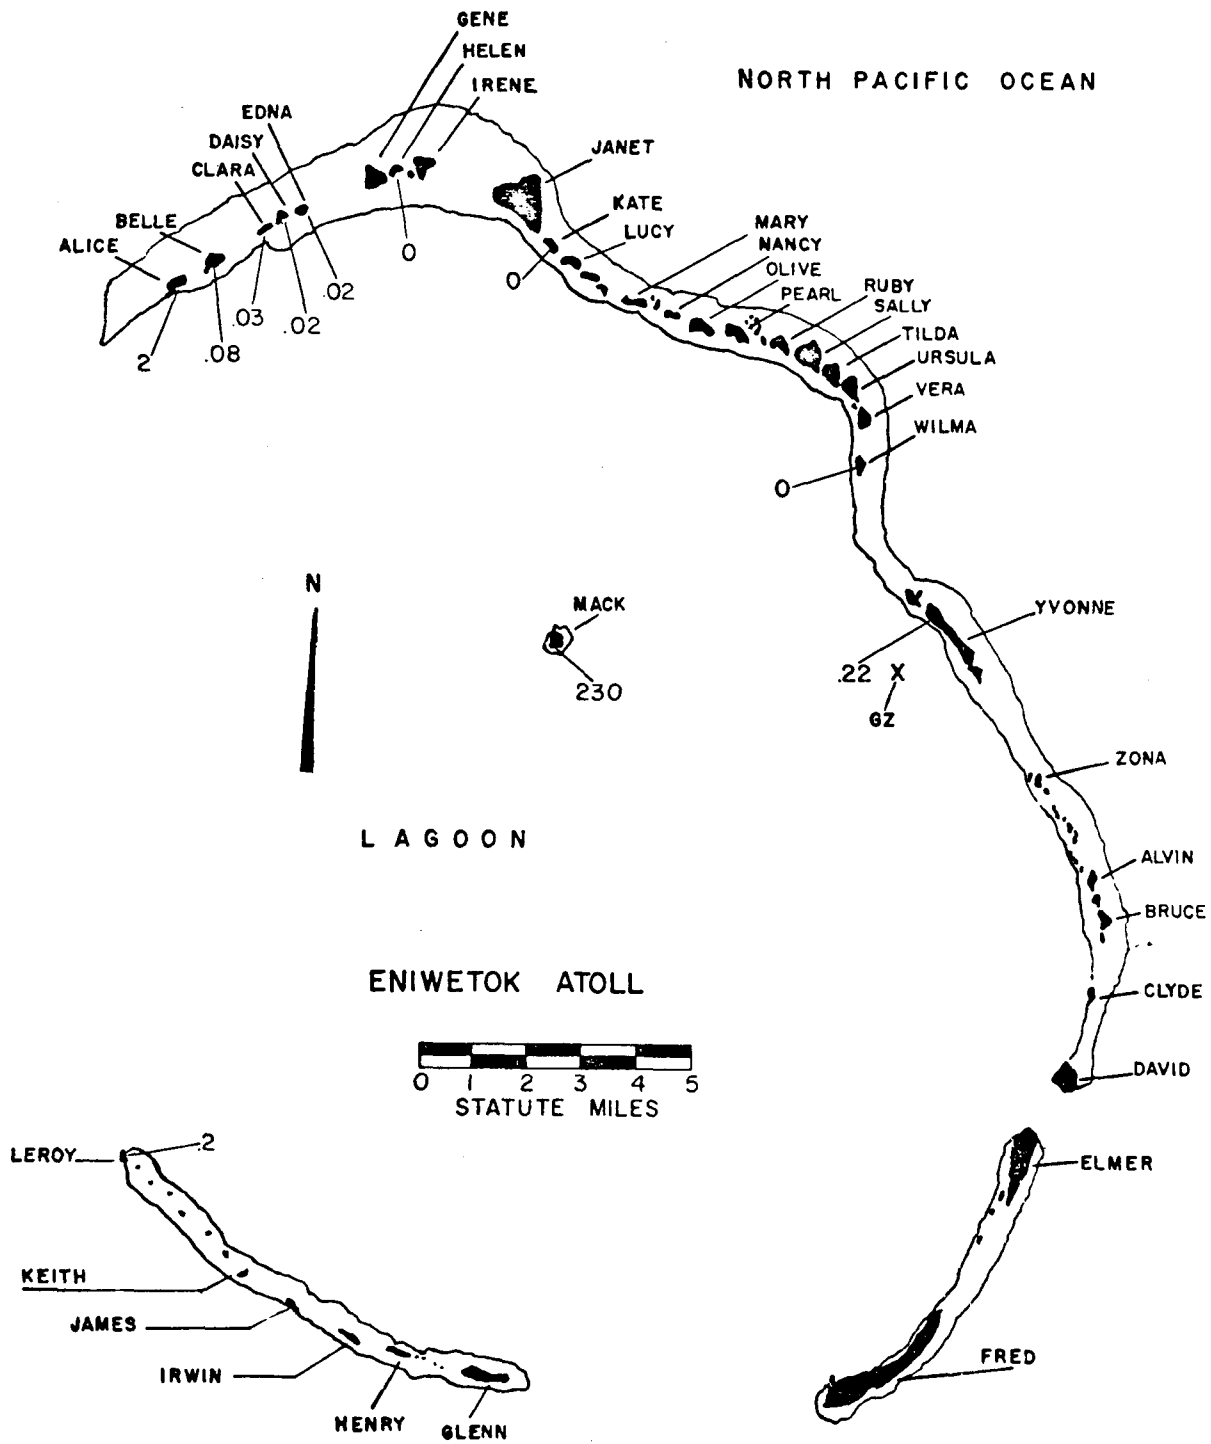 GENE
HELEN
IRENE
NORTH PACIFIC OCEAN
EDNA
DAISY
CLARA
JANET
BELLE
ALICE
KATE
LUCY
MARY
NANCY
OLIVE
PEARL
RUBY
SALLY
TILDA
URSULA
VERA
WILMA
0
0
.02
.03
.02
.08
2
0
N
MACK
230
YVONNE
.22
X
GZ
ZONA
LAGOON
ALVIN
BRUCE
ENIWETOK ATOLL
CLYDE
0 1 2 3 4 5
STATUTE MILES
DAVID
LEROY
.2
ELMER
KEITH
JAMES
IRWIN
HENRY
GLENN
FRED